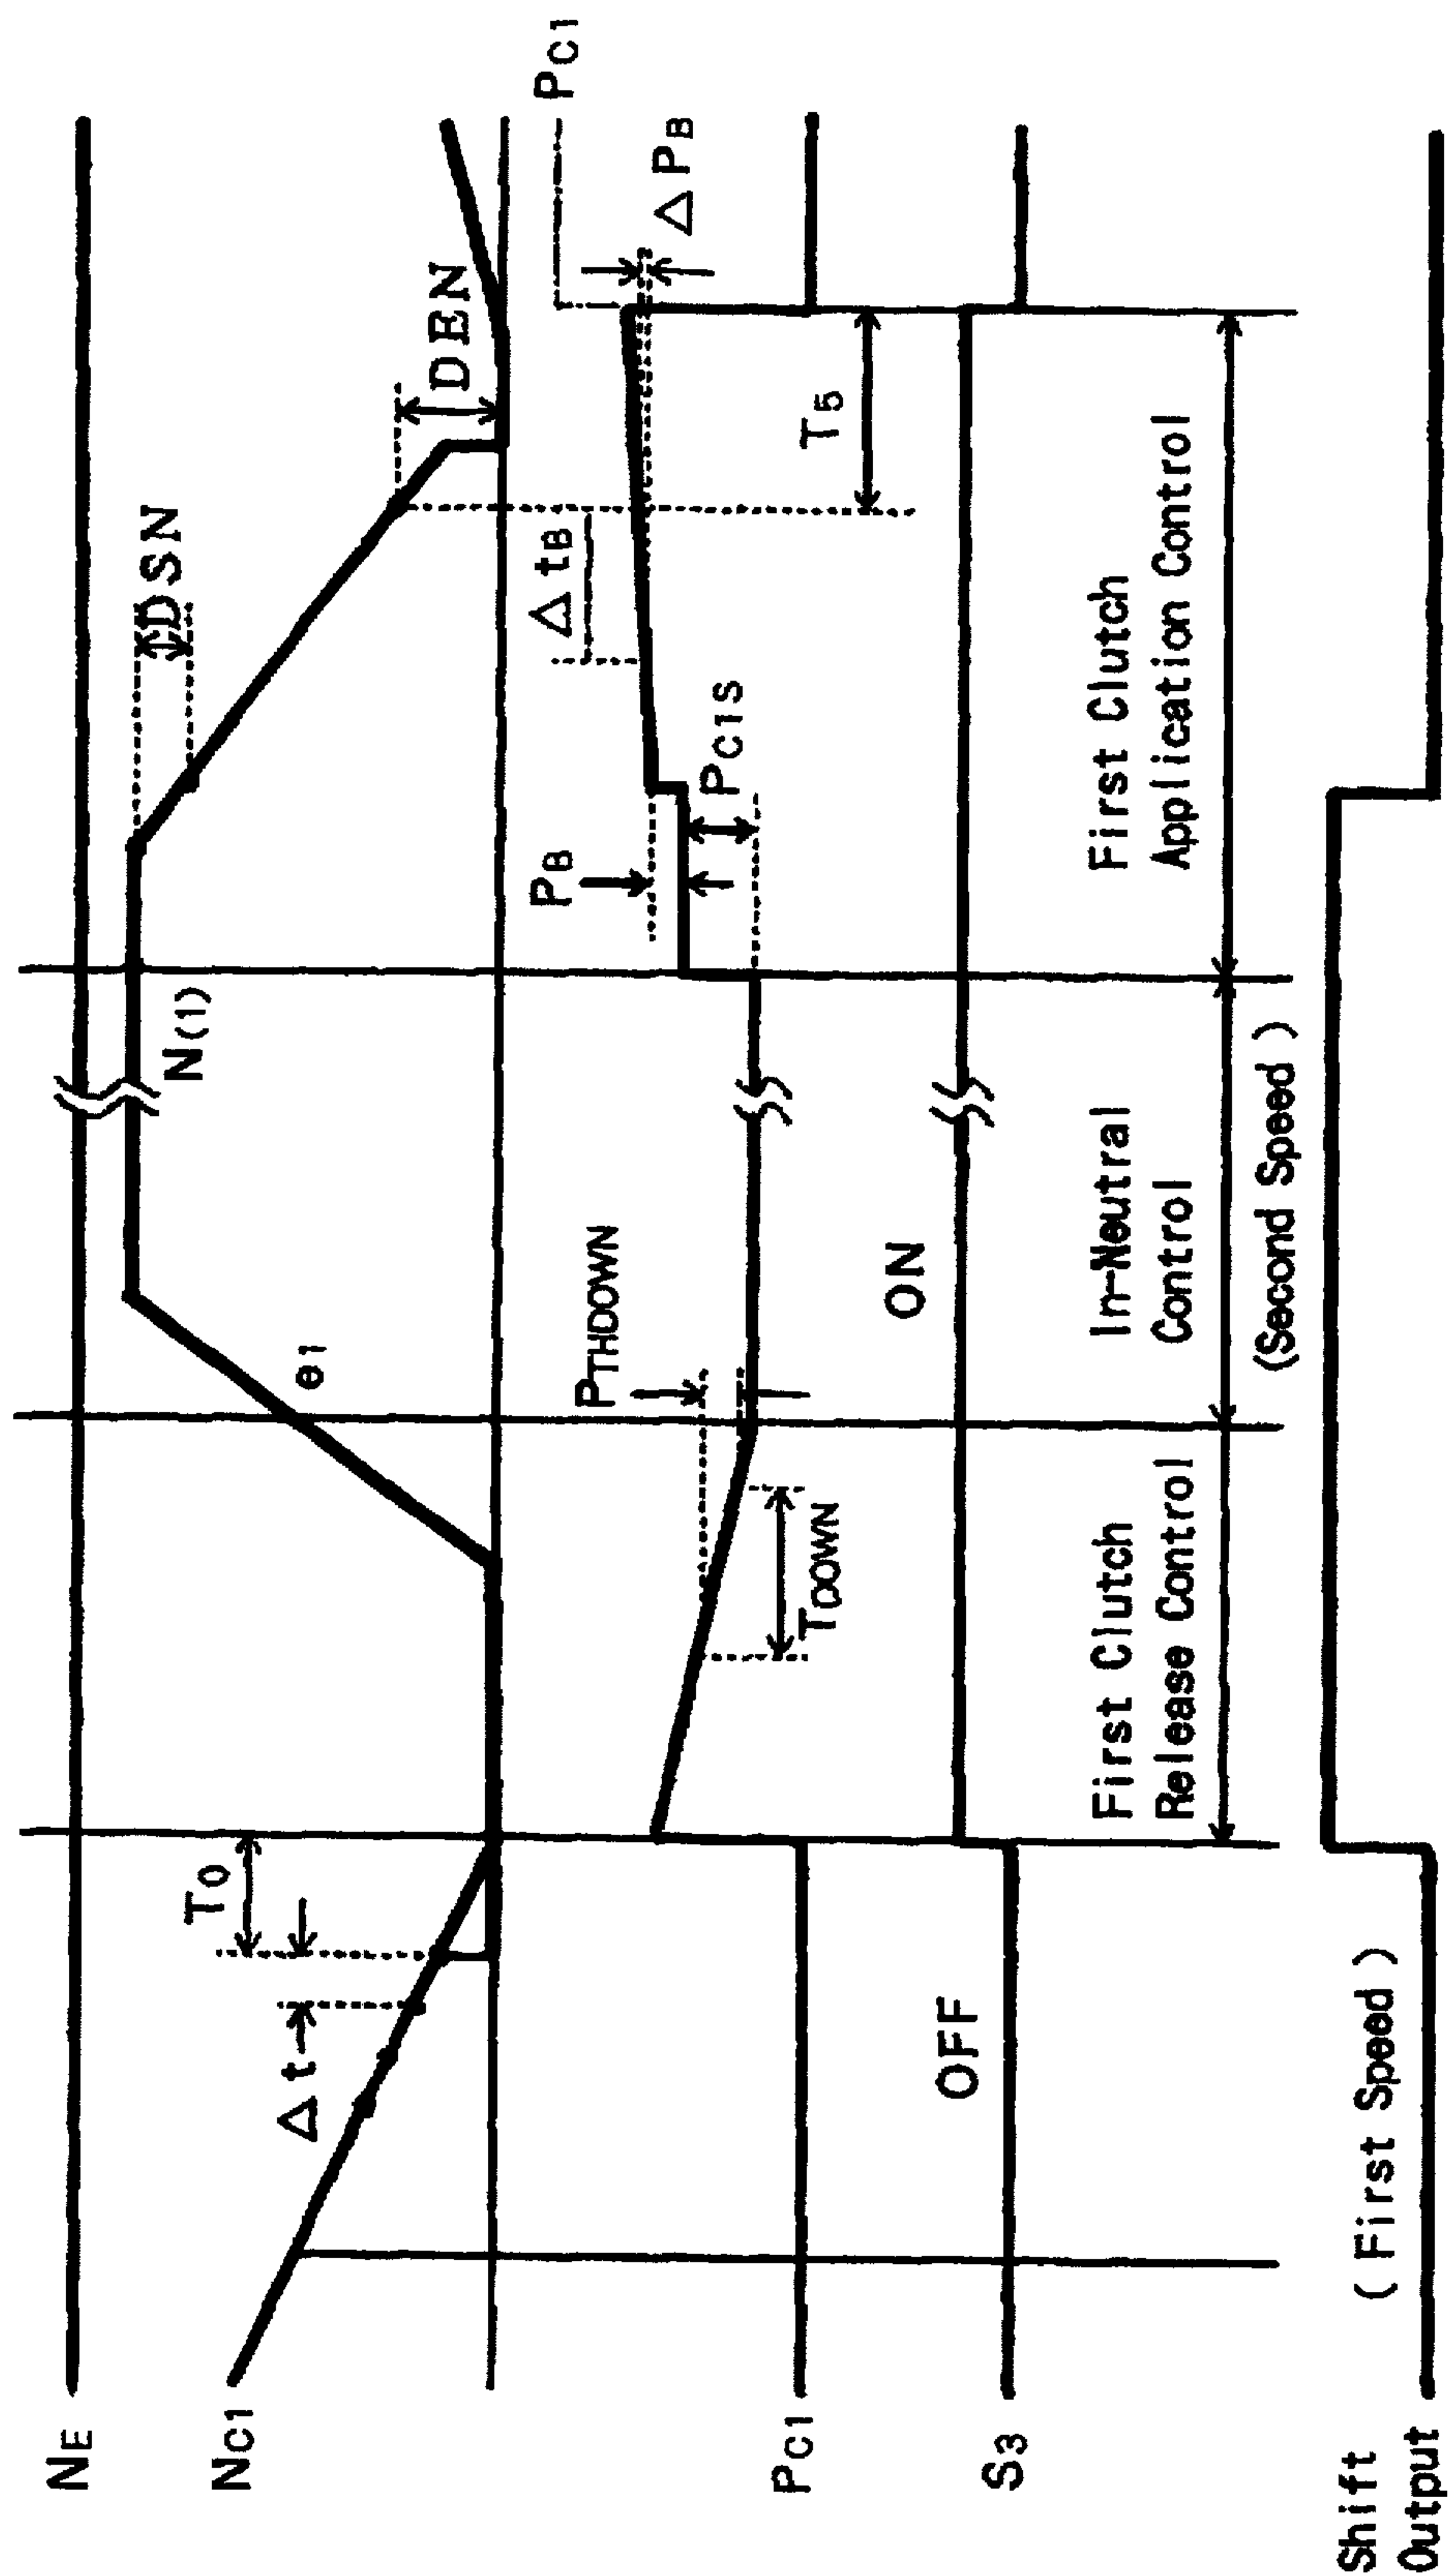 NE
NC1
PC1
S3
Shift
Output
(First Speed)
Δt
T0
OFF
First Clutch
Release Control
TDOWN
PTHDOWN
e1
ON
In-Neutral
Control
(Second Speed)
N(1)
PB
PC1S
ΔtB
DSN
DEN
T5
ΔPB
PC1
First Clutch
Application Control